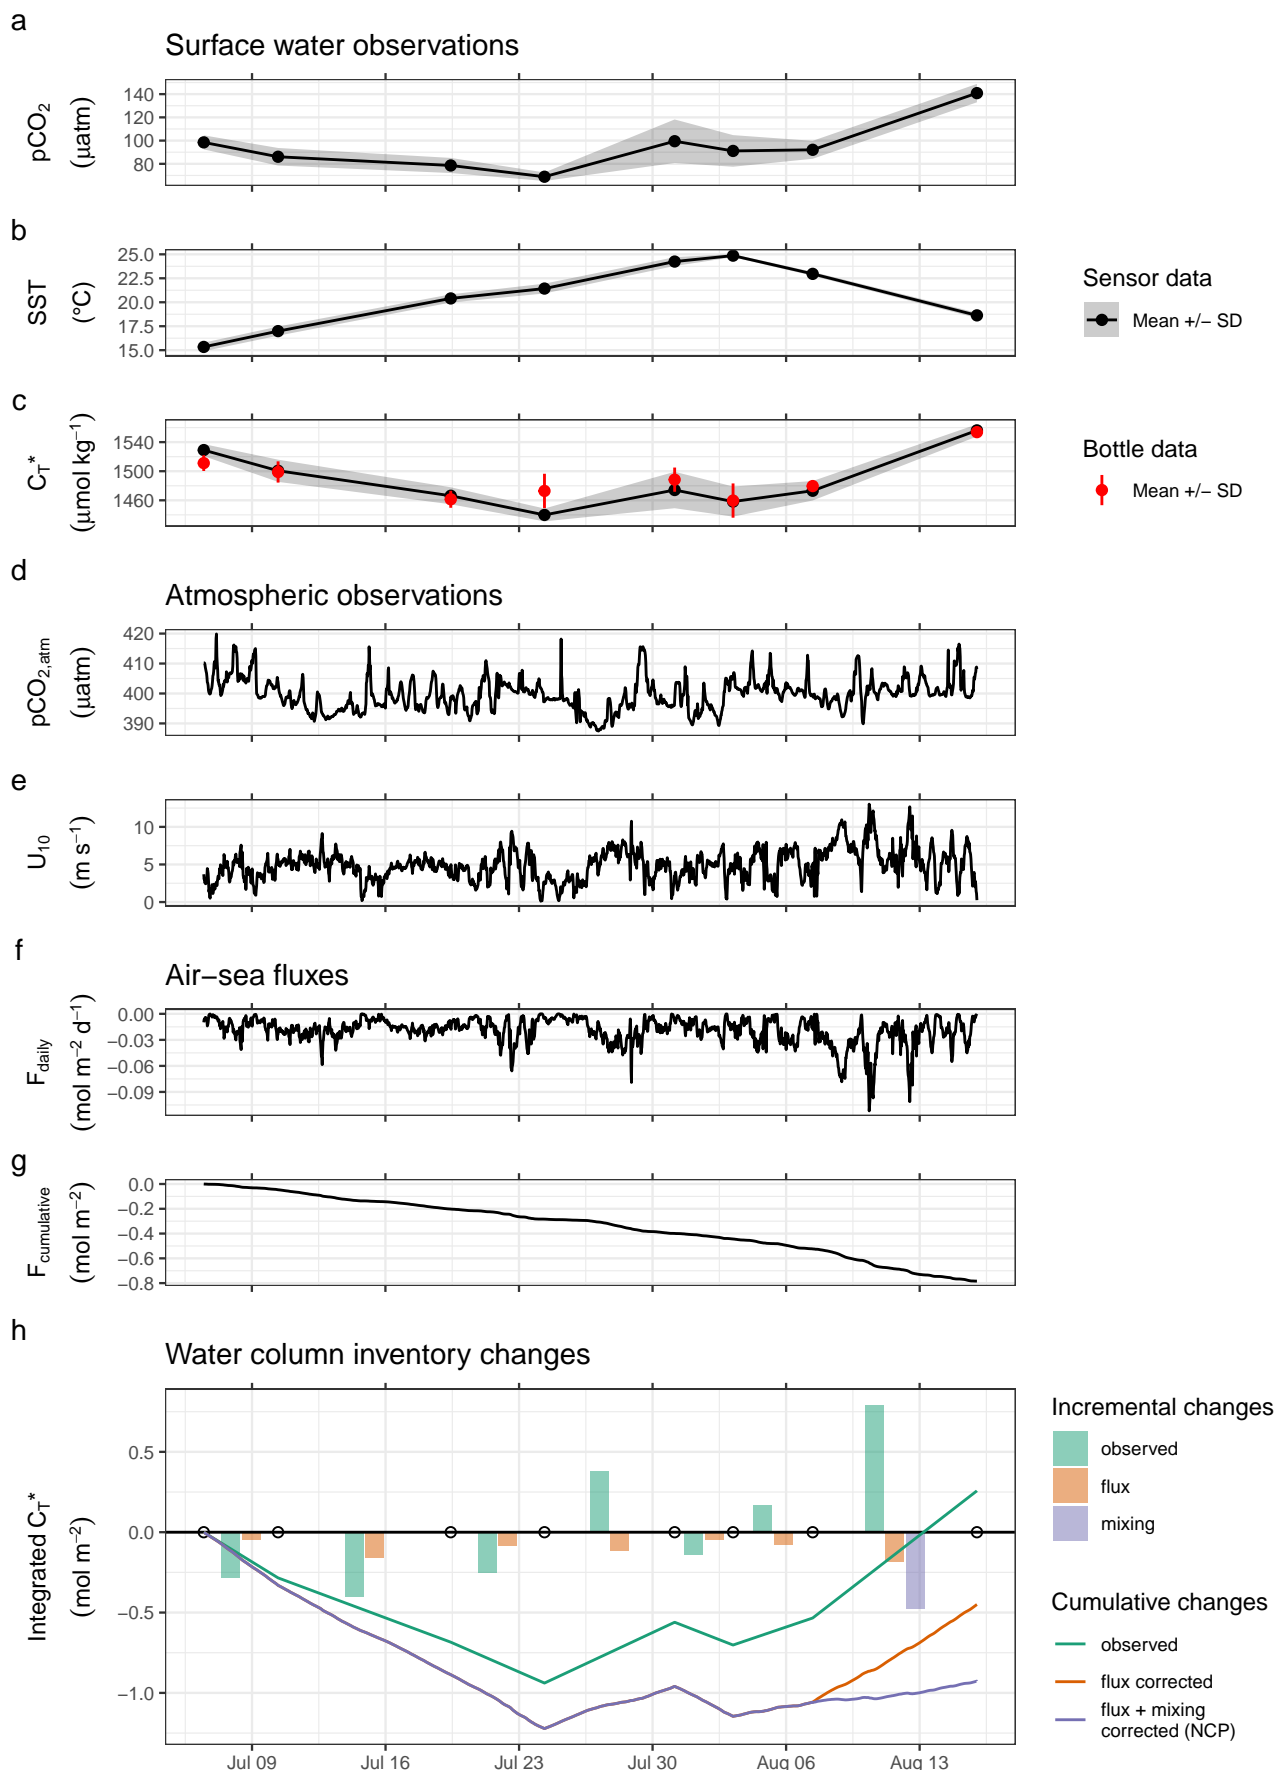 a
Surface water observations
pCO₂
(µatm)
140
120
100
80
b
SST
(°C)
25.0
22.5
20.0
17.5
15.0
Sensor data
Mean +/− SD
c
C_T*
(µmol kg⁻¹)
1540
1500
1460
Bottle data
Mean +/− SD
d
Atmospheric observations
pCO₂,atm
(µatm)
420
410
400
390
e
U₁₀
(m s⁻¹)
10
5
0
f
Air−sea fluxes
F_daily
(mol m⁻² d⁻¹)
0.00
−0.03
−0.06
−0.09
g
F_cumulative
(mol m⁻²)
0.0
−0.2
−0.4
−0.6
−0.8
h
Water column inventory changes
Integrated C_T*
(mol m⁻²)
0.5
0.0
−0.5
−1.0
Jul 09
Jul 16
Jul 23
Jul 30
Aug 06
Aug 13
Incremental changes
observed
flux
mixing
Cumulative changes
observed
flux corrected
flux + mixing
corrected (NCP)